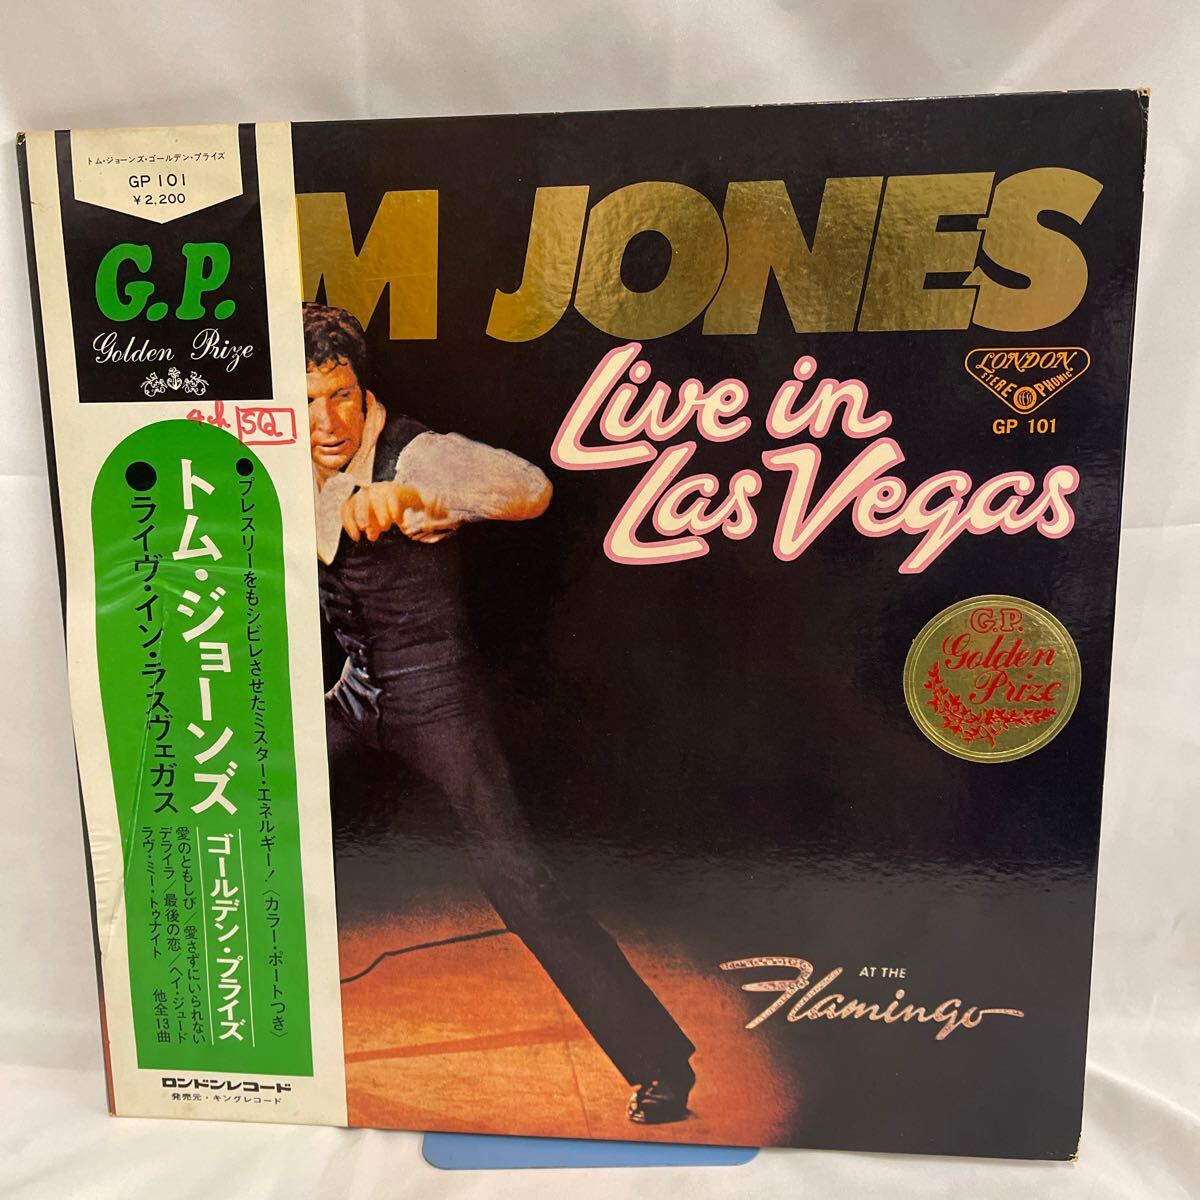 トム・ジョーンズ・ゴールデン・プライズ
GP 101
¥2,200
G.P.
Golden Prize
4ch SQ
●プレスリーをもシビレさせたミスター・エネルギー!〈カラー・ポートつき〉
トム・ジョーンズ ゴールデン・プライズ
●ライヴ・イン・ラスヴェガス
愛のともしび/愛さずにいられない
デライラ/最後の恋/ヘイ・ジュード
ラヴ・ミー・トゥナイト 他全13曲
ロンドンレコード
発売元・キングレコード
M JONES
Live in
Las Vegas
LONDON
STEREOPHONIC
GP 101
G.P.
Golden
Prize
AT THE
Flamingo